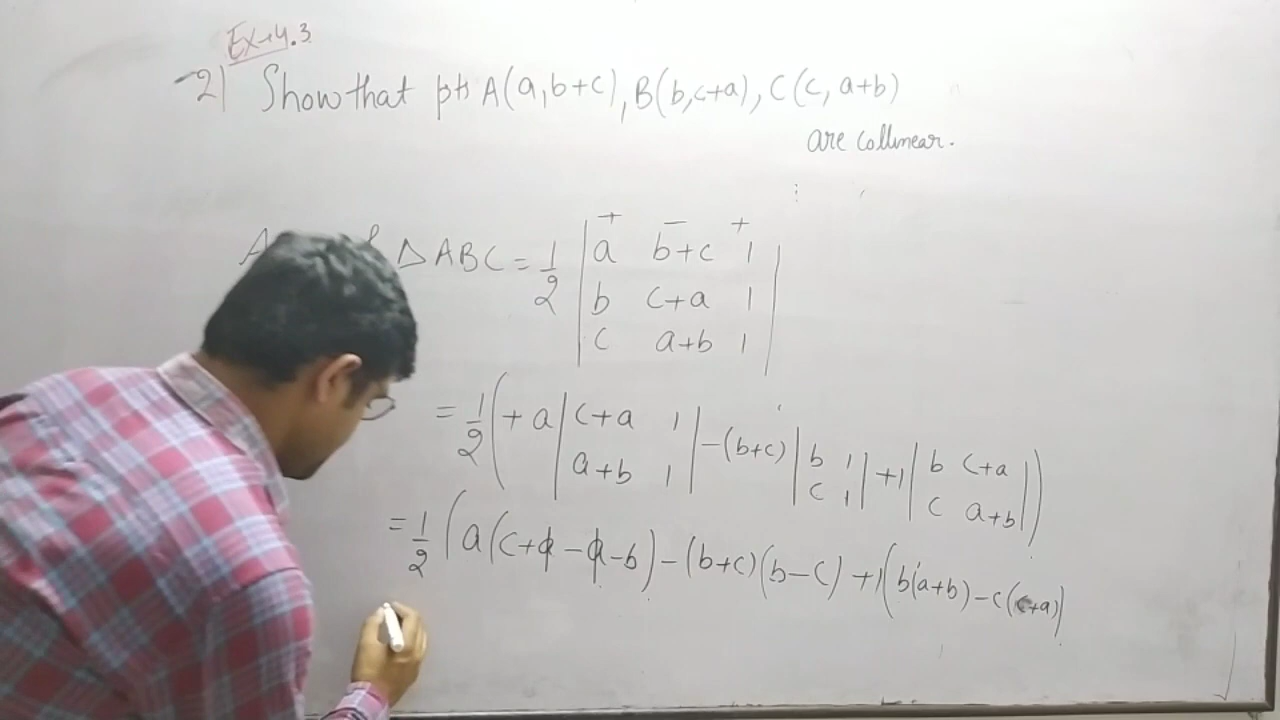 Ex-4.3
2) Show that pts A(a,b+c), B(b,c+a), C(c, a+b)
are collinear.
△ABC = 1/2 | a b+c 1 |
+ − +
| b c+a 1 |
| c a+b 1 |
= 1/2 ( + a | c+a 1 | −(b+c) | b 1 | +1 | b c+a | )
| a+b 1 | | c 1 | | c a+b |
= 1/2 ( a(c+a−a−b) − (b+c)(b−c) +1(b(a+b)−c(c+a))